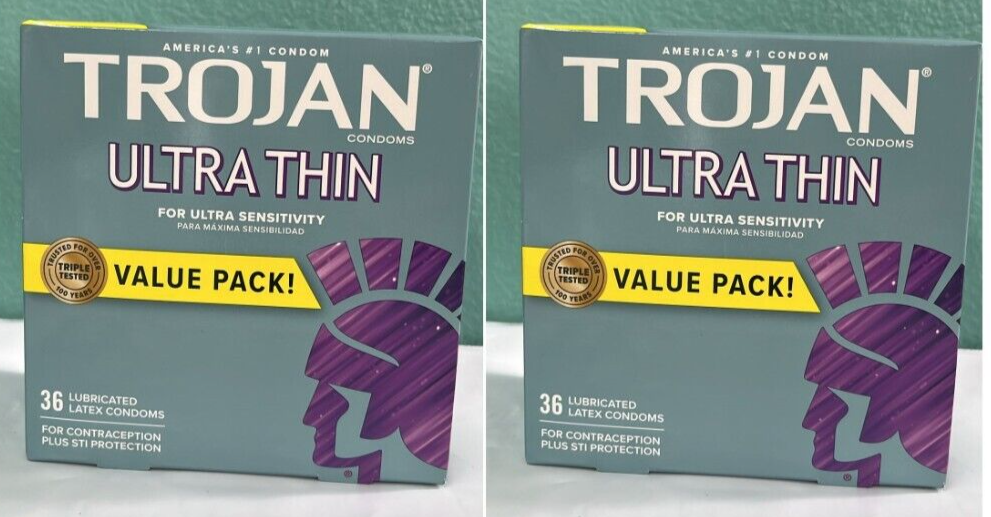 AMERICA'S #1 CONDOM
TROJAN®
CONDOMS
ULTRA THIN
FOR ULTRA SENSITIVITY
PARA MÁXIMA SENSIBILIDAD
TRUSTED FOR OVER
TRIPLE
TESTED
100 YEARS
VALUE PACK!
36 LUBRICATED
LATEX CONDOMS
FOR CONTRACEPTION
PLUS STI PROTECTION
®
AMERICA'S #1 CONDOM
TROJAN®
CONDOMS
ULTRA THIN
FOR ULTRA SENSITIVITY
PARA MÁXIMA SENSIBILIDAD
TRUSTED FOR OVER
TRIPLE
TESTED
100 YEARS
VALUE PACK!
36 LUBRICATED
LATEX CONDOMS
FOR CONTRACEPTION
PLUS STI PROTECTION
®